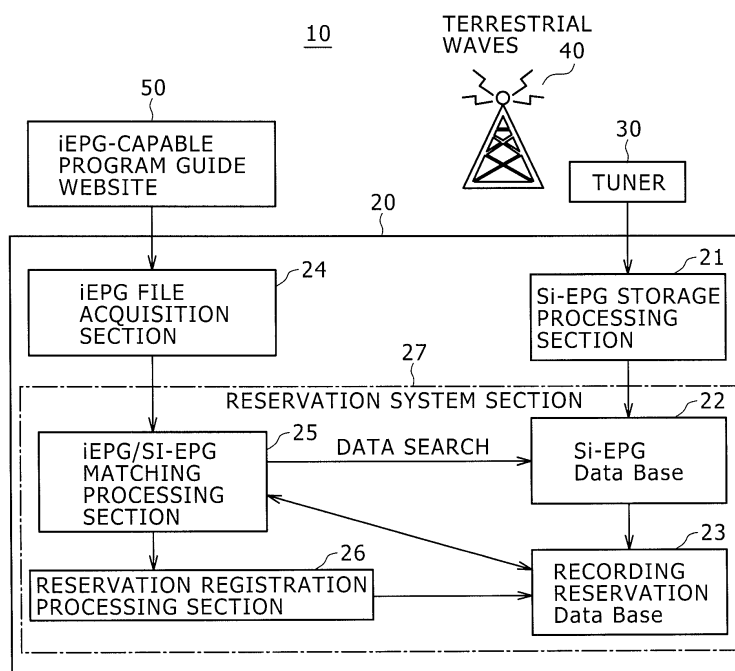 10
TERRESTRIAL
WAVES
40
50
iEPG-CAPABLE
PROGRAM GUIDE
WEBSITE
30
TUNER
20
24
iEPG FILE
ACQUISITION
SECTION
21
Si-EPG STORAGE
PROCESSING
SECTION
27
RESERVATION SYSTEM SECTION
22
25
iEPG/SI-EPG
MATCHING
PROCESSING
SECTION
DATA SEARCH
Si-EPG
Data Base
26
RESERVATION REGISTRATION
PROCESSING SECTION
23
RECORDING
RESERVATION
Data Base